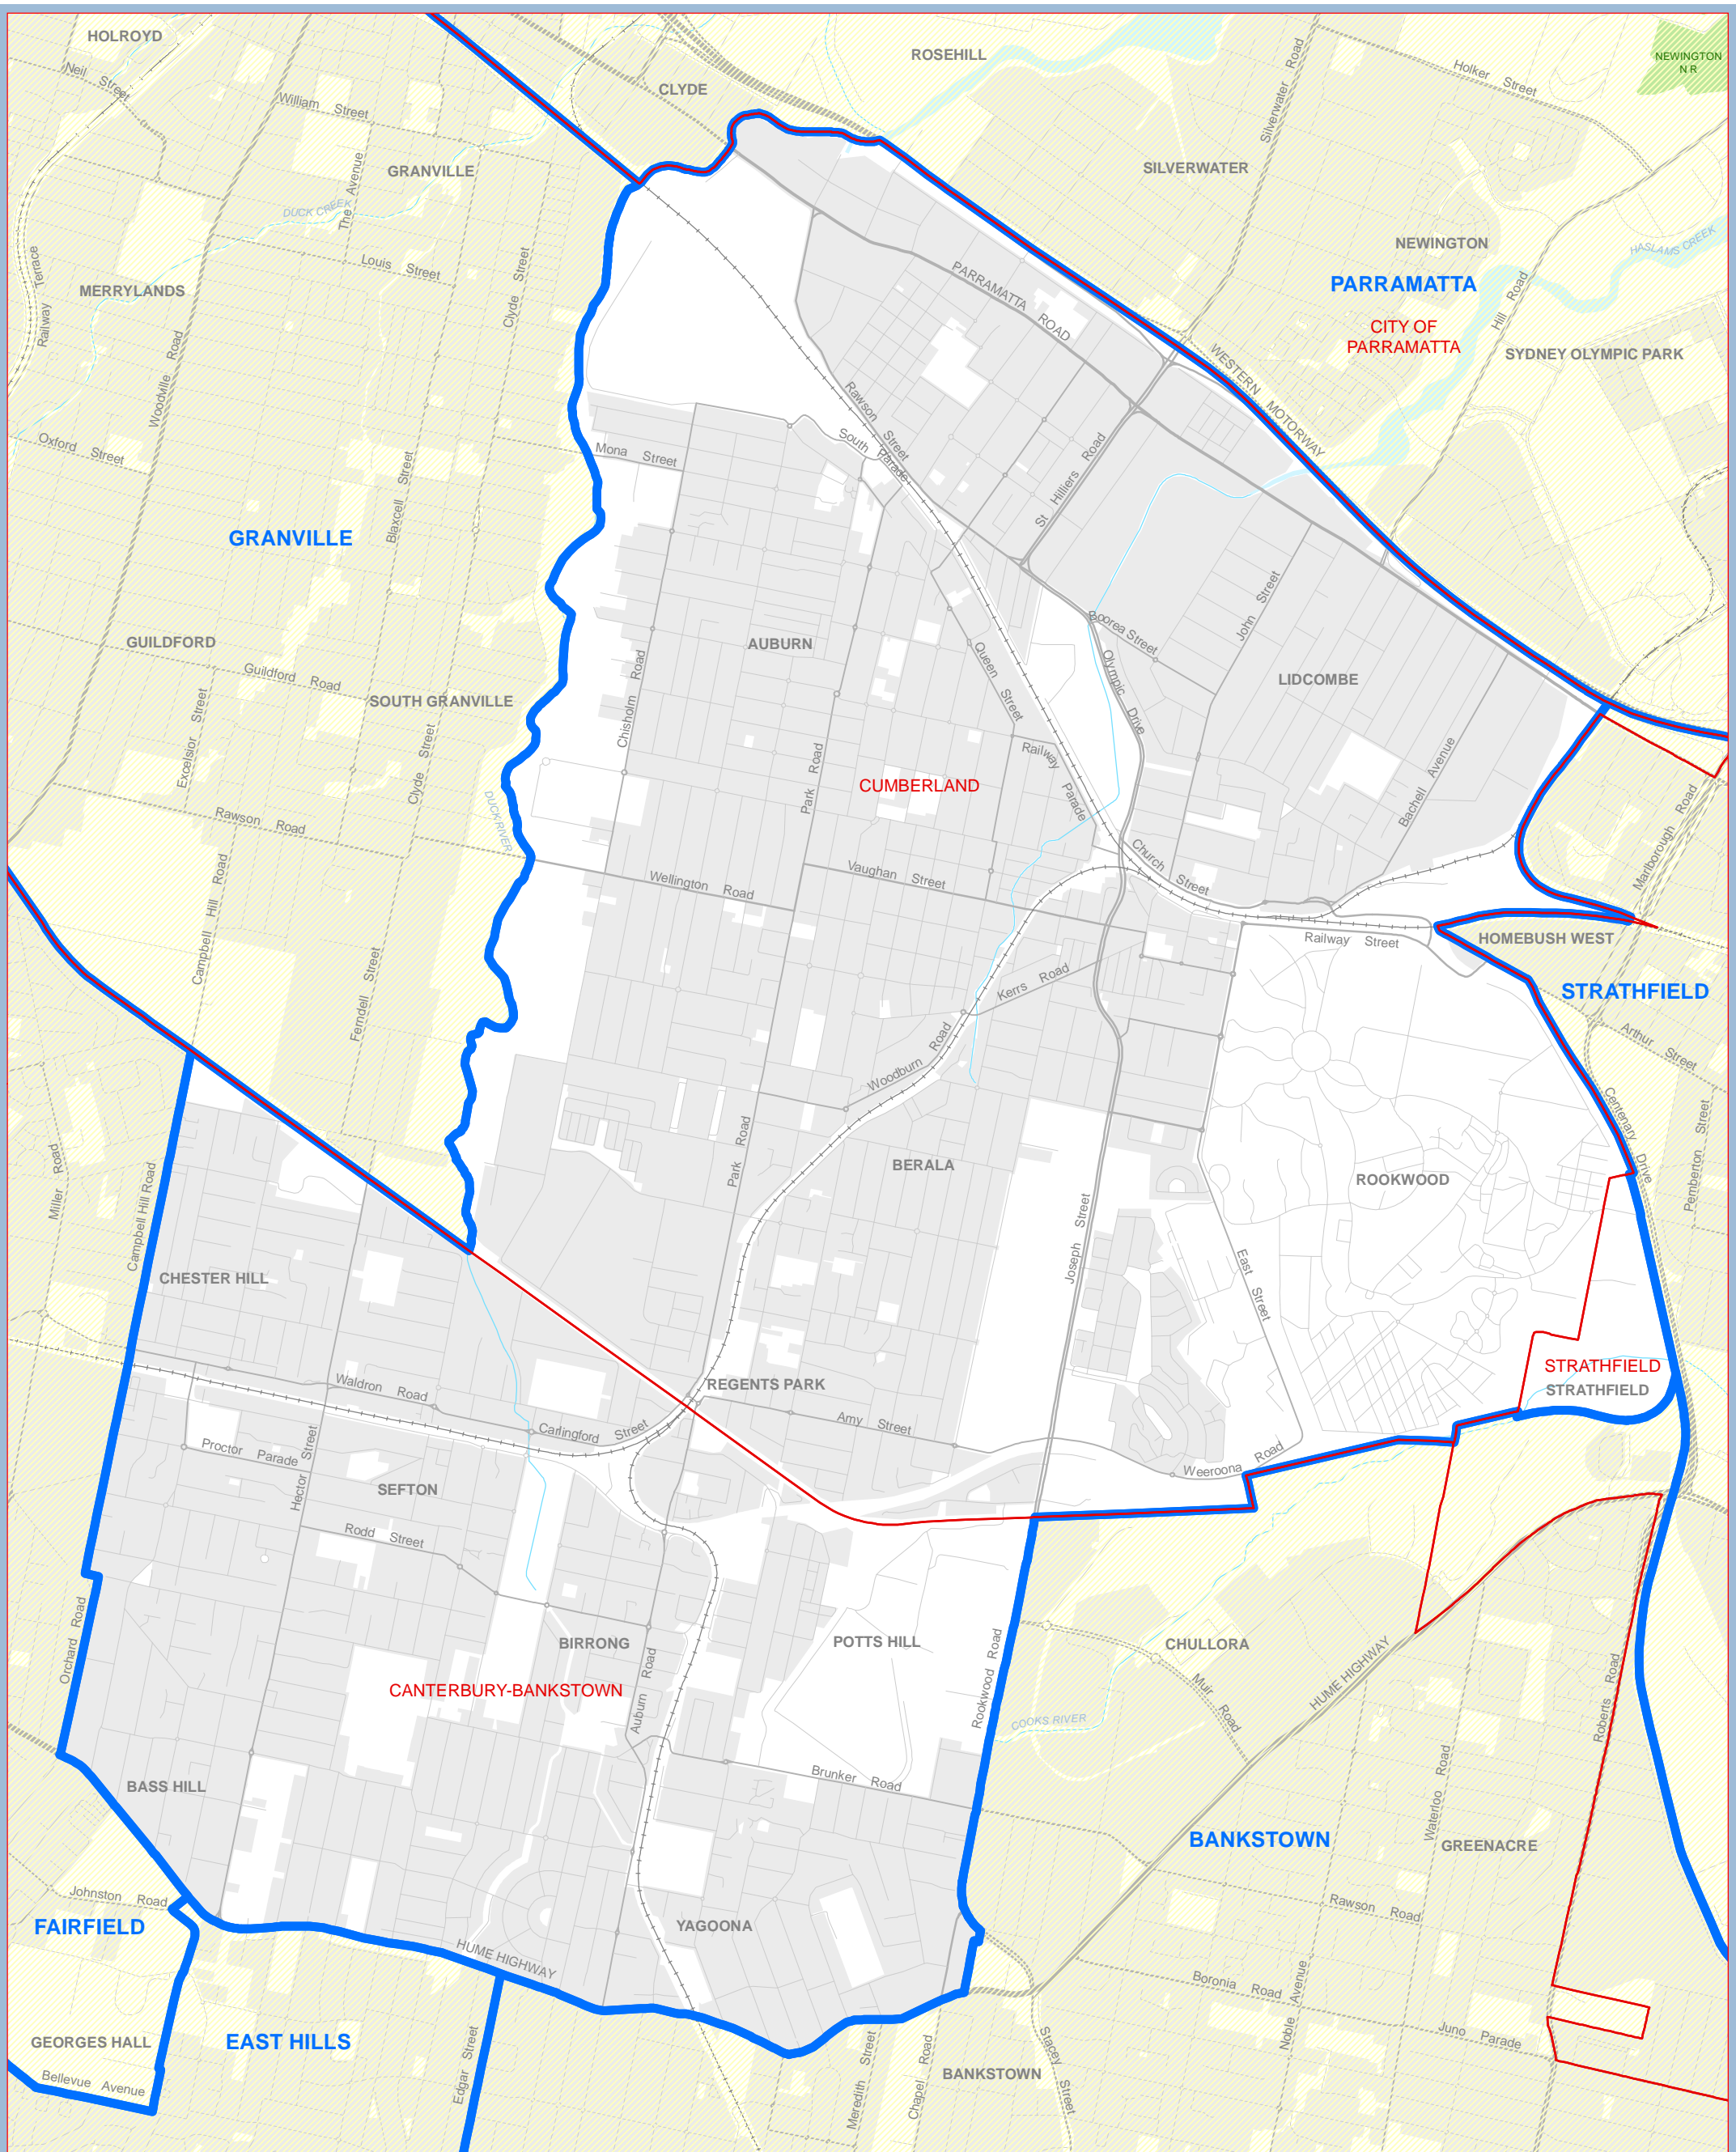 HOLROYD
ROSEHILL
NEWINGTON
N R
Neil Street
CLYDE
Silverwater Road
Holker Street
William Street
GRANVILLE
The Avenue
SILVERWATER
DUCK CREEK
NEWINGTON
HASLAMS CREEK
Louis Street
Clyde Street
PARRAMATTA ROAD
PARRAMATTA
Hill Road
MERRYLANDS
Railway Terrace
CITY OF
PARRAMATTA
SYDNEY OLYMPIC PARK
Woodville Road
WESTERN MOTORWAY
Rawson Street
South Parade
Oxford Street
Mona Street
St Hilliers Road
Blaxcell Street
GRANVILLE
John Street
Boorea Street
GUILDFORD
AUBURN
Queen Street
Olympic Drive
LIDCOMBE
Guildford Road
SOUTH GRANVILLE
Chisholm Road
Excelsior Street
Clyde Street
Park Road
Railway Parade
CUMBERLAND
Bachell Avenue
Marlborough Road
Rawson Road
DUCK RIVER
Church Street
Vaughan Street
Wellington Road
Campbell Hill Road
Railway Street
HOMEBUSH WEST
Ferndell Street
Kerrs Road
STRATHFIELD
Arthur Street
Woodburn Road
Centenary Drive
Pemberton Street
Miller Road
Campbell Hill Road
Park Road
BERALA
ROOKWOOD
Joseph Street
East Street
CHESTER HILL
STRATHFIELD
STRATHFIELD
Waldron Road
REGENTS PARK
Carlingford Street
Amy Street
Proctor Parade
Hector Street
Weeroona Road
SEFTON
Rodd Street
Orchard Road
BIRRONG
POTTS HILL
CHULLORA
Rookwood Road
Auburn Road
Muir Road
HUME HIGHWAY
Roberts Road
CANTERBURY-BANKSTOWN
COOKS RIVER
BASS HILL
Brunker Road
Waterloo Road
BANKSTOWN
GREENACRE
Johnston Road
Rawson Road
FAIRFIELD
YAGOONA
HUME HIGHWAY
Boronia Road
Noble Avenue
GEORGES HALL
EAST HILLS
Juno Parade
Bellevue Avenue
Edgar Street
Meredith Street
Chapel Road
BANKSTOWN
Stacey Street